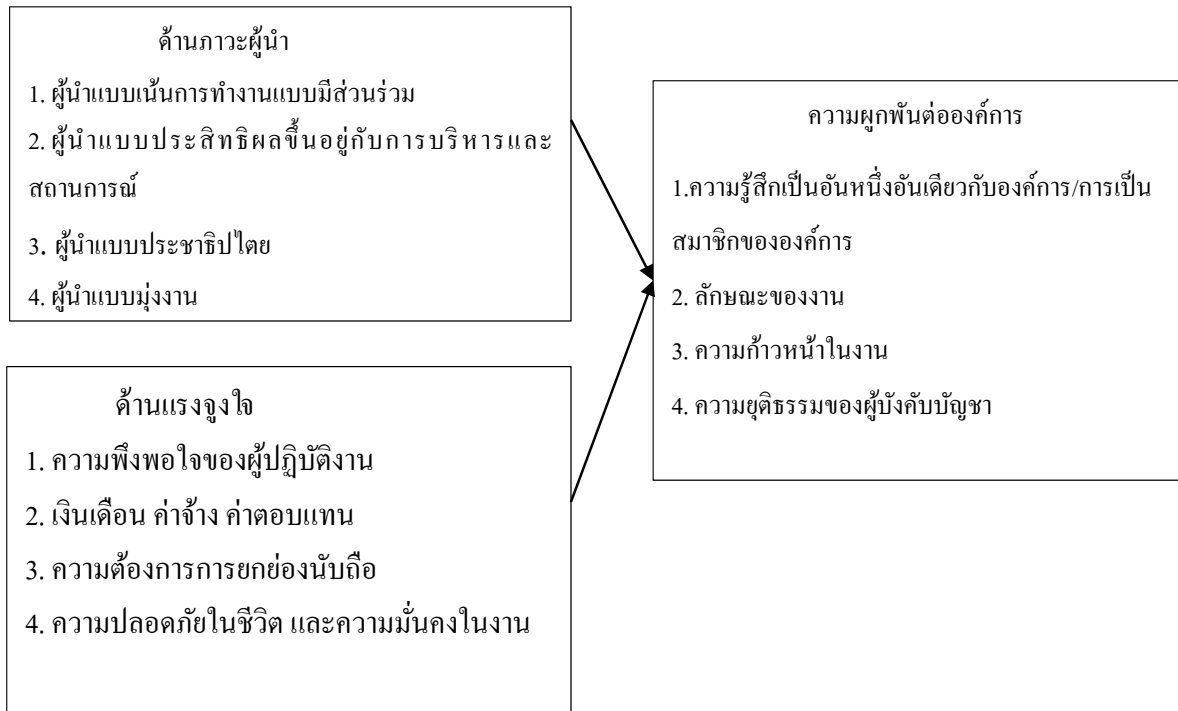 ด้านภาวะผู้นำ
1. ผู้นำแบบเน้นการทำงานแบบมีส่วนร่วม
2. ผู้นำแบบประสิทธิผลขึ้นอยู่กับการบริหารและ
สถานการณ์
3. ผู้นำแบบประชาธิปไตย
4. ผู้นำแบบมุ่งงาน
ด้านแรงจูงใจ
1. ความพึงพอใจของผู้ปฏิบัติงาน
2. เงินเดือน ค่าจ้าง ค่าตอบแทน
3. ความต้องการการยกย่องนับถือ
4. ความปลอดภัยในชีวิต และความมั่นคงในงาน
ความผูกพันต่อองค์การ
1.ความรู้สึกเป็นอันหนึ่งอันเดียวกับองค์การ/การเป็น
สมาชิกขององค์การ
2. ลักษณะของงาน
3. ความก้าวหน้าในงาน
4. ความยุติธรรมของผู้บังคับบัญชา